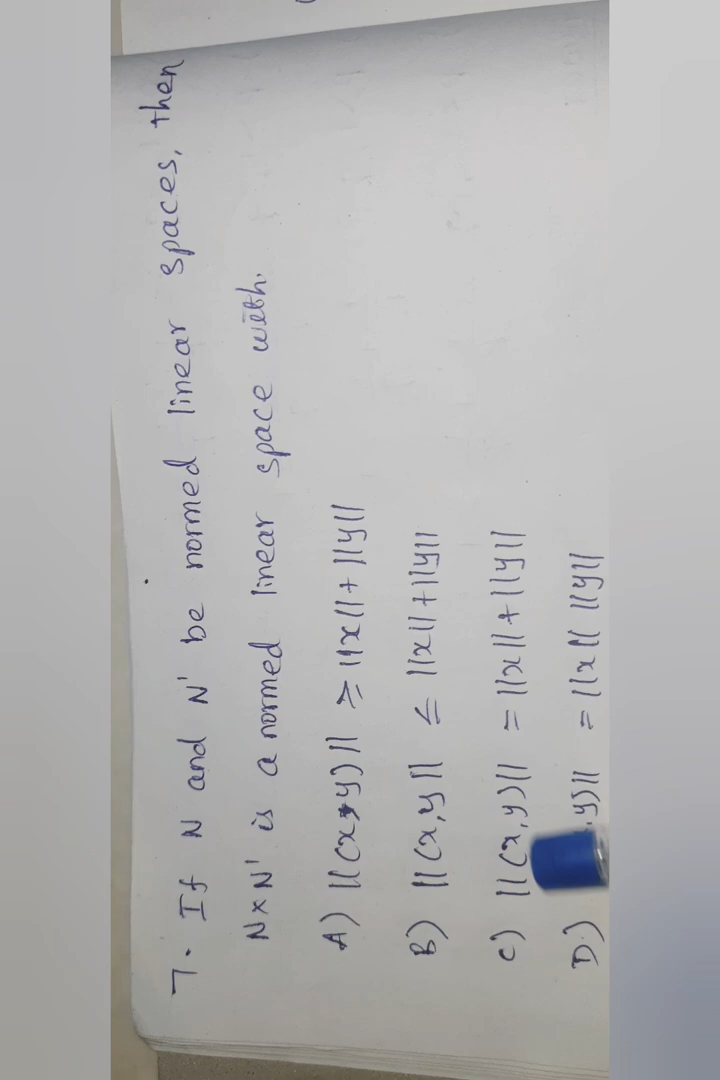 7. If N and N' be normed linear spaces, then
N×N' is a normed linear space with.
A) ||(x,y)|| ≥ ||x||+||y||
B) ||(x,y|| ≤ ||x||+||y||
C) ||(x,y)|| = ||x||+||y||
D.) y)|| = ||x|| ||y||